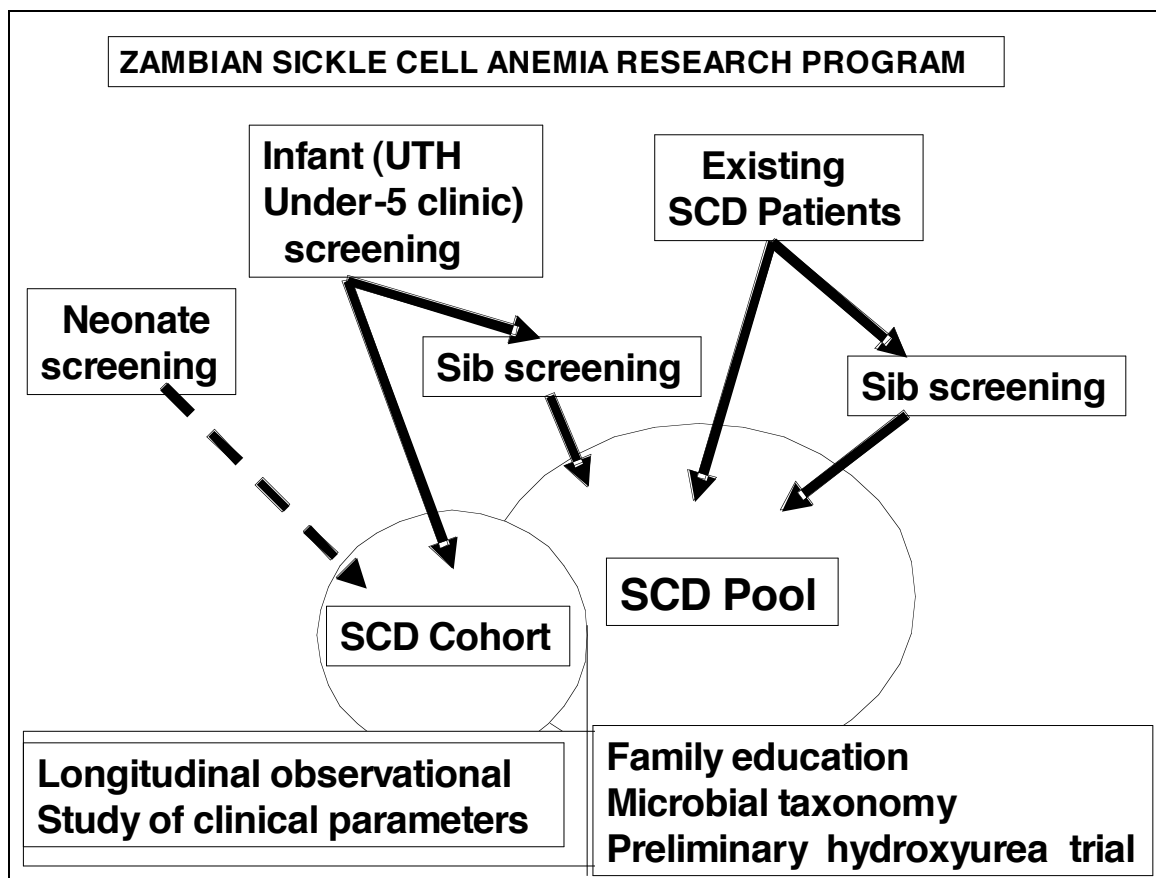 ZAMBIAN SICKLE CELL ANEMIA RESEARCH PROGRAM
Infant (UTH
Under-5 clinic)
screening
Existing
SCD Patients
Neonate
screening
Sib screening
Sib screening
SCD Pool
SCD Cohort
Longitudinal observational
Study of clinical parameters
Family education
Microbial taxonomy
Preliminary hydroxyurea trial